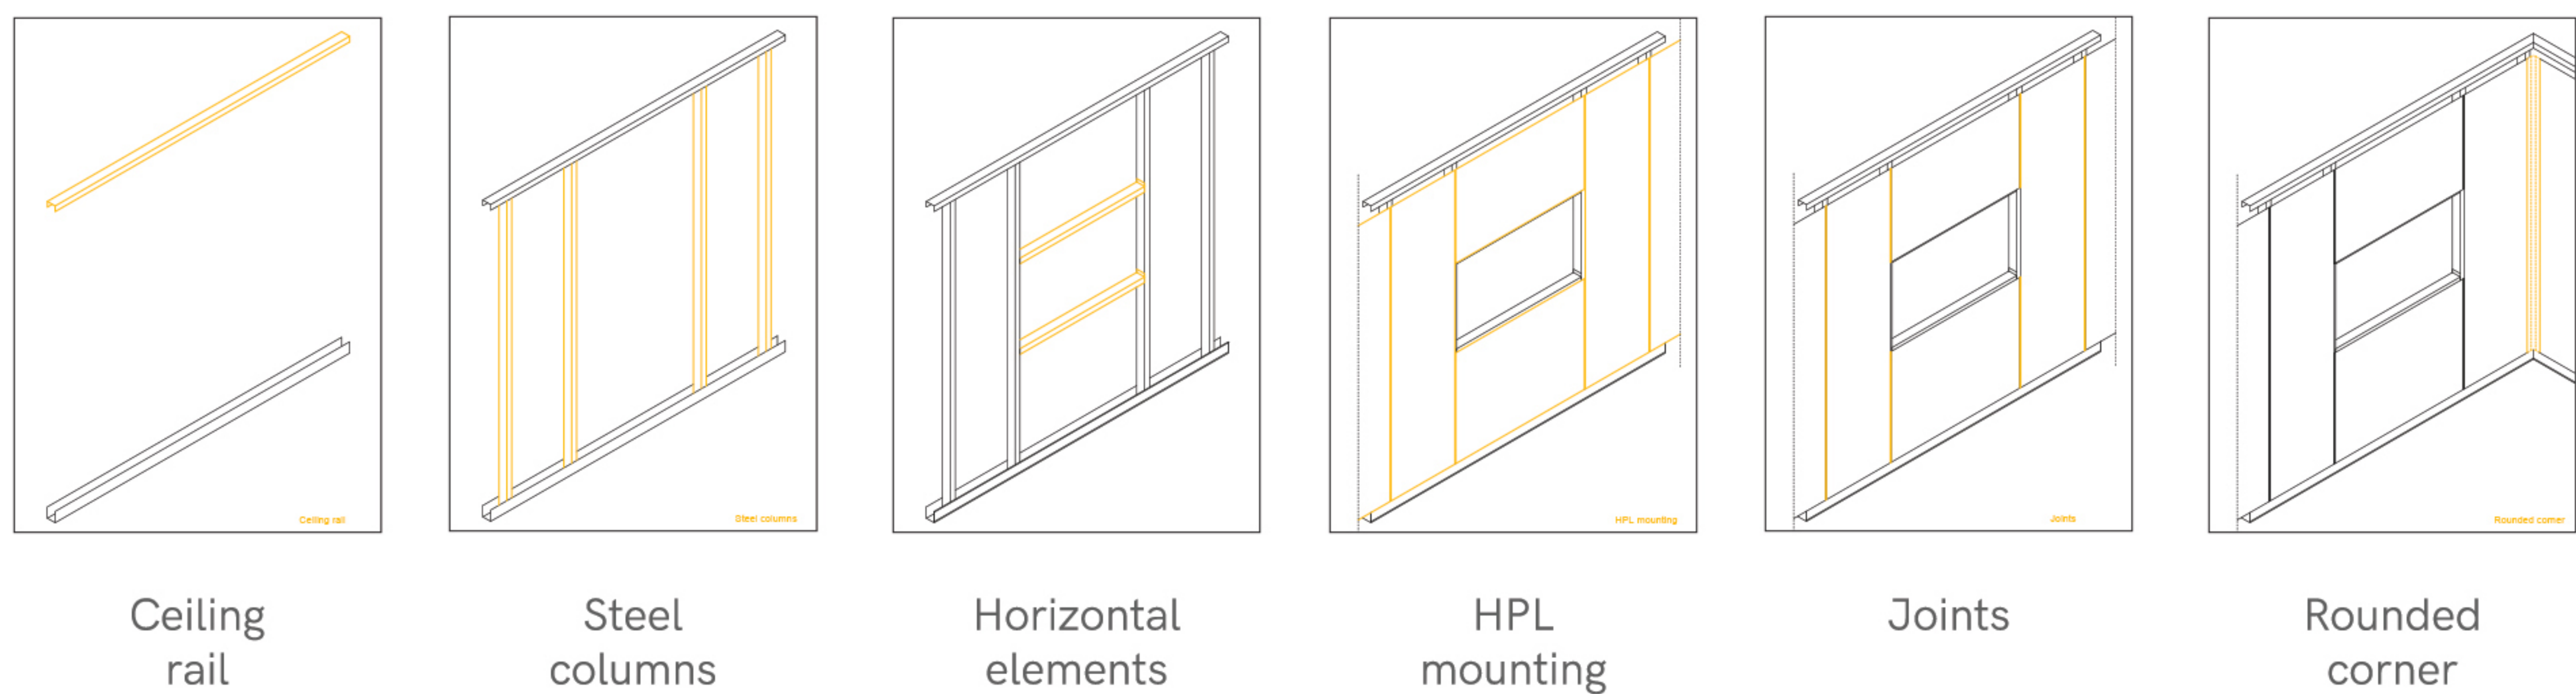 Ceiling rail
Steel columns
HPL mounting
Joints
Rounded corner
Ceiling
rail
Steel
columns
Horizontal
elements
HPL
mounting
Joints
Rounded
corner